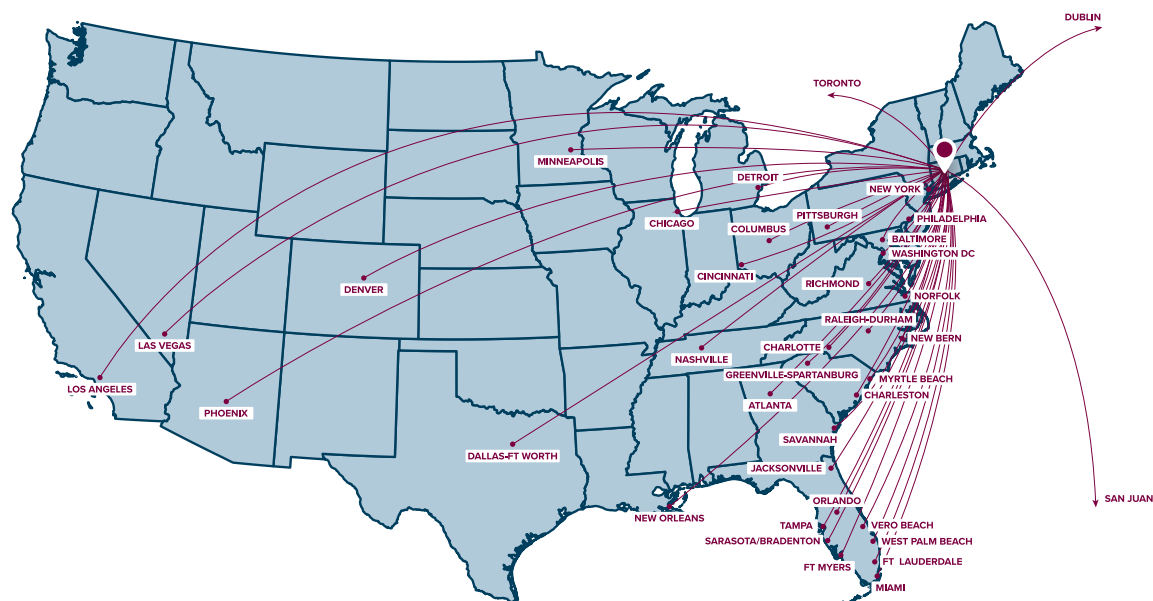 DUBLIN
TORONTO
MINNEAPOLIS
DETROIT
NEW YORK
CHICAGO
PITTSBURGH
PHILADELPHIA
COLUMBUS
BALTIMORE
WASHINGTON DC
CINCINNATI
RICHMOND
DENVER
NORFOLK
RALEIGH-DURHAM
NEW BERN
LAS VEGAS
CHARLOTTE
NASHVILLE
GREENVILLE-SPARTANBURG
MYRTLE BEACH
LOS ANGELES
CHARLESTON
ATLANTA
PHOENIX
SAVANNAH
DALLAS-FT WORTH
JACKSONVILLE
SAN JUAN
ORLANDO
NEW ORLEANS
TAMPA
VERO BEACH
SARASOTA/BRADENTON
WEST PALM BEACH
FT LAUDERDALE
FT MYERS
MIAMI